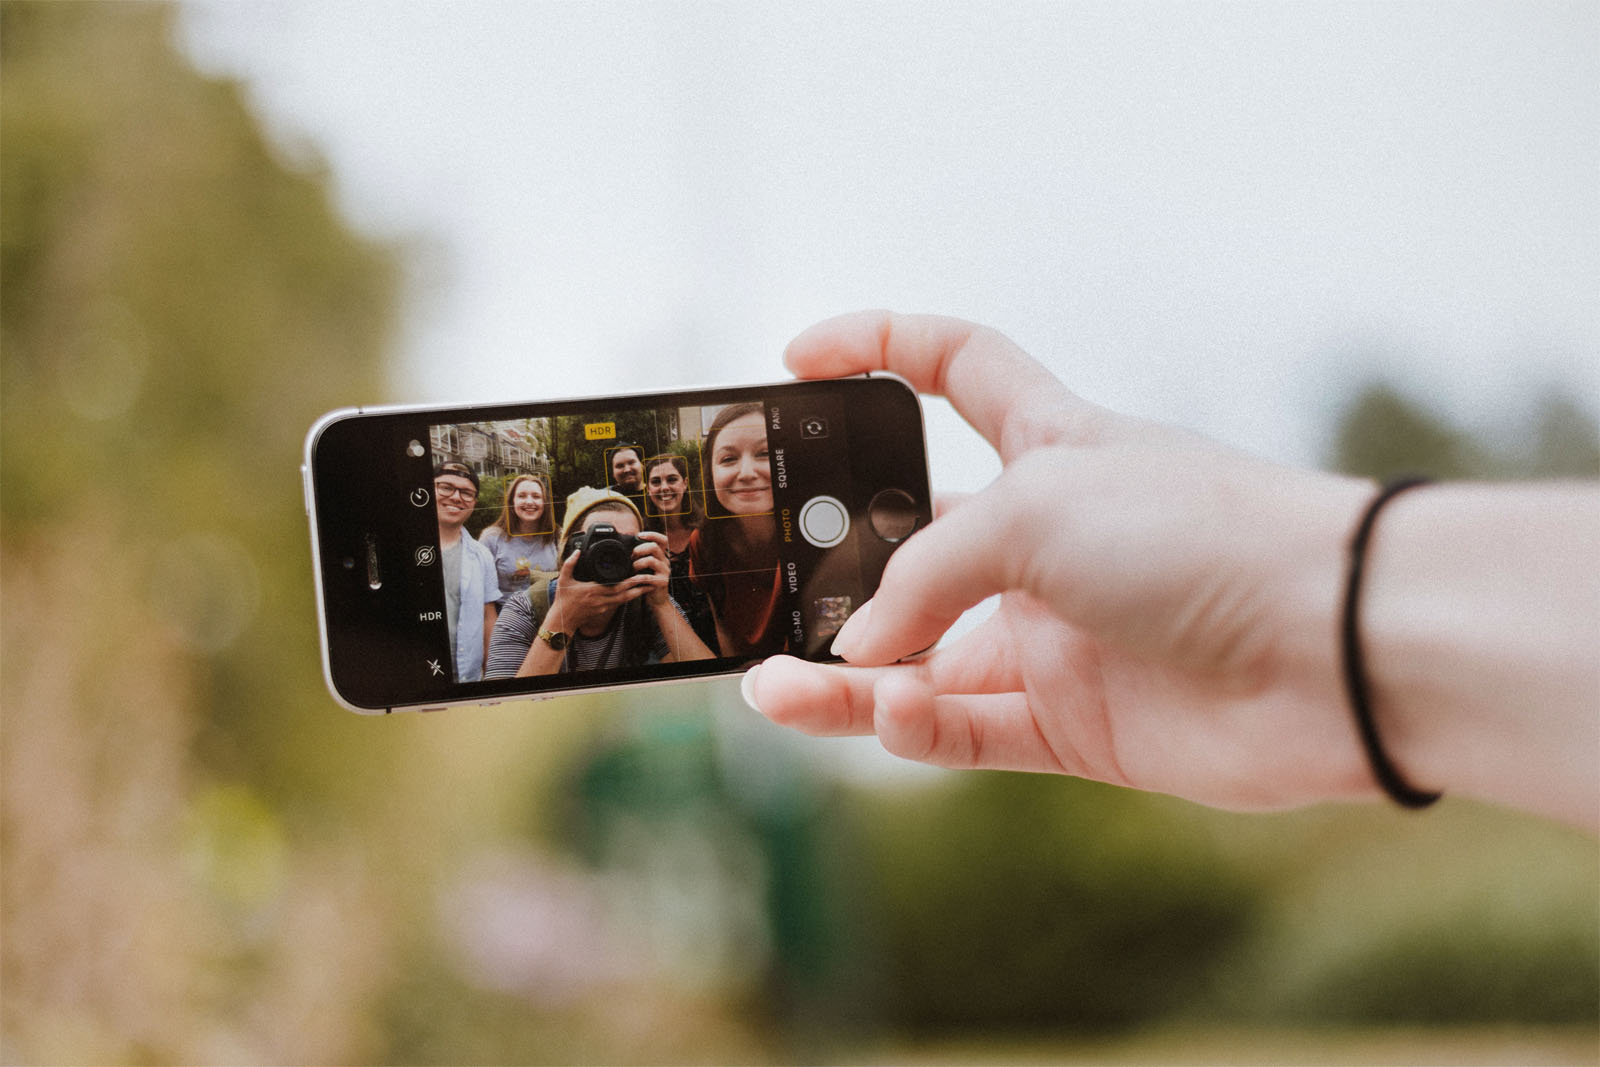 HDR
HDR
PANO
SQUARE
PHOTO
VIDEO
SLO-MO